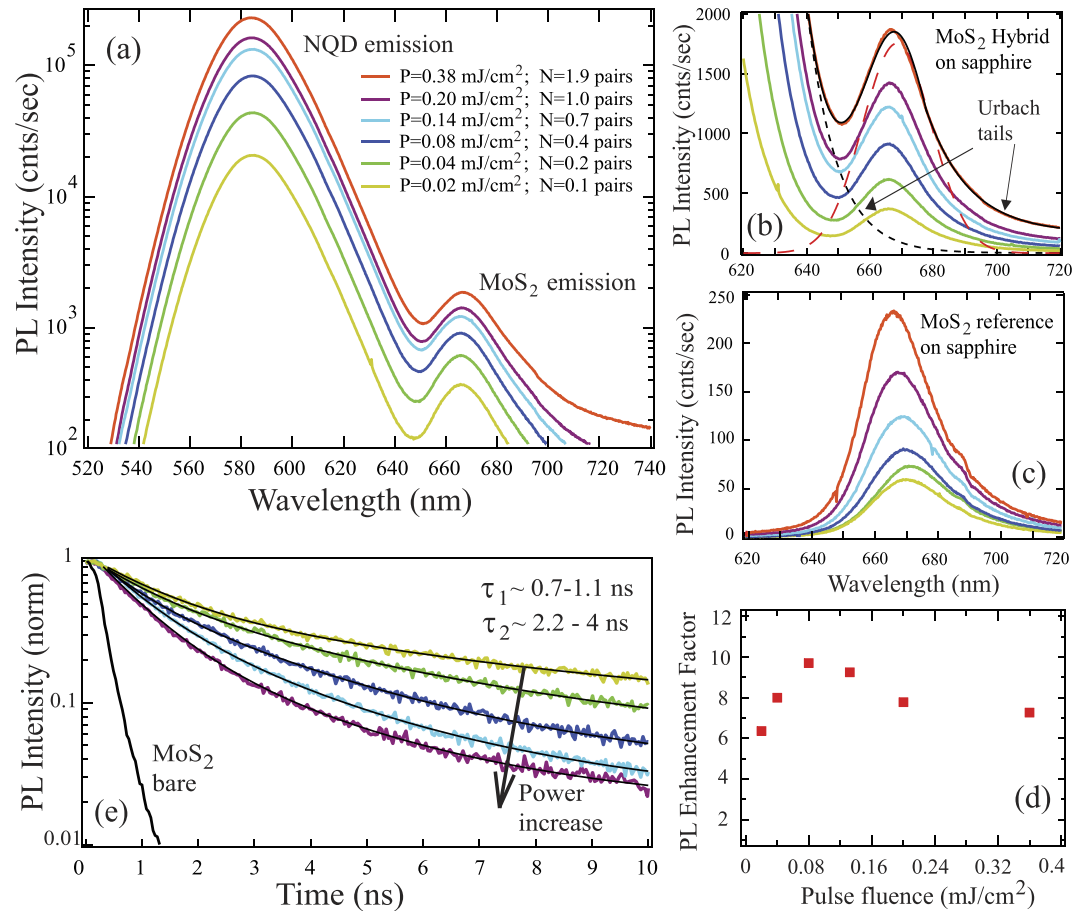 (a)
NQD emission
P=0.38 mJ/cm²; N=1.9 pairs
P=0.20 mJ/cm²; N=1.0 pairs
P=0.14 mJ/cm²; N=0.7 pairs
P=0.08 mJ/cm²; N=0.4 pairs
P=0.04 mJ/cm²; N=0.2 pairs
P=0.02 mJ/cm²; N=0.1 pairs
MoS₂ emission
PL Intensity (cnts/sec)
10⁵
10⁴
10³
10²
520 540 560 580 600 620 640 660 680 700 720 740
Wavelength (nm)
2000
1500
1000
500
0
PL Intensity (cnts/sec)
MoS₂ Hybrid
on sapphire
Urbach
tails
(b)
620 640 660 680 700 720
250
200
150
100
50
0
PL Intensity (cnts/sec)
MoS₂ reference
on sapphire
(c)
620 640 660 680 700 720
Wavelength (nm)
1
0.1
0.01
PL Intensity (norm)
τ₁~ 0.7-1.1 ns
τ₂~ 2.2 - 4 ns
MoS₂
bare
Power
increase
(e)
0 1 2 3 4 5 6 7 8 9 10
Time (ns)
12
10
8
6
4
2
PL Enhancement Factor
(d)
0 0.08 0.16 0.24 0.32 0.4
Pulse fluence (mJ/cm²)